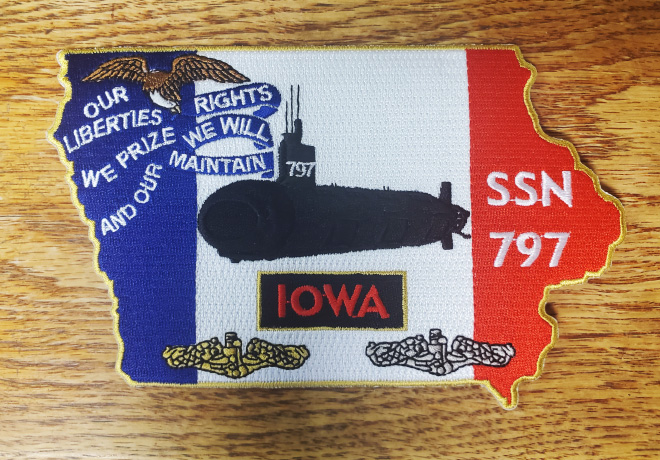 OUR
LIBERTIES
WE PRIZE
AND OUR
RIGHTS
WE WILL
MAINTAIN
797
SSN
797
IOWA